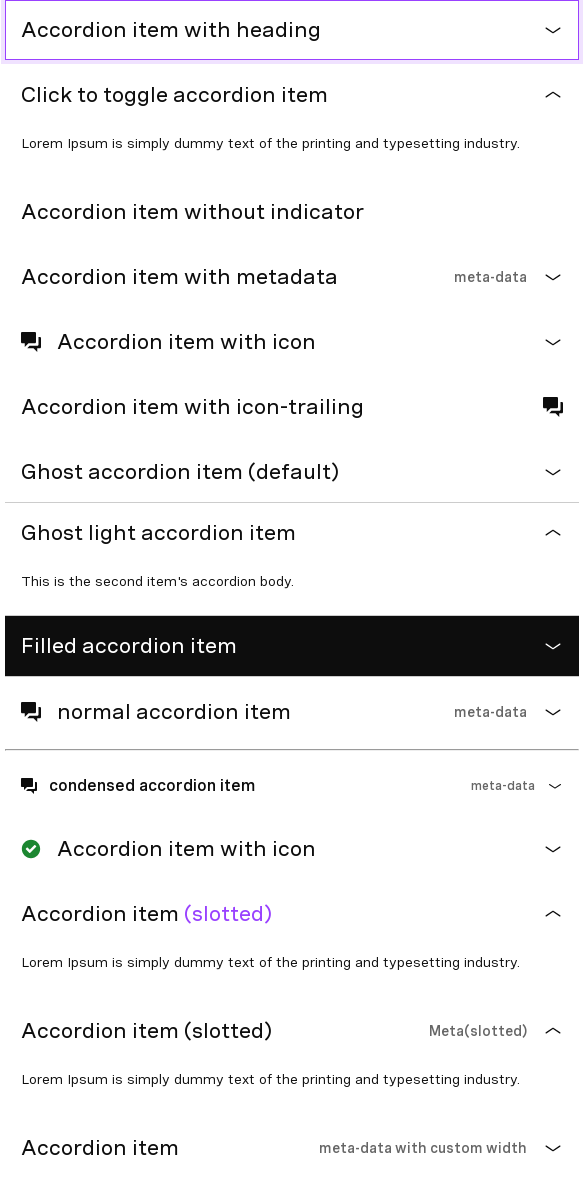 Accordion item with heading
Click to toggle accordion item
Lorem Ipsum is simply dummy text of the printing and typesetting industry.
Accordion item without indicator
Accordion item with metadata meta-data
Accordion item with icon
Accordion item with icon-trailing
Ghost accordion item (default)
Ghost light accordion item
This is the second item's accordion body.
Filled accordion item
normal accordion item meta-data
condensed accordion item meta-data
Accordion item with icon
Accordion item (slotted)
Lorem Ipsum is simply dummy text of the printing and typesetting industry.
Accordion item (slotted) Meta(slotted)
Lorem Ipsum is simply dummy text of the printing and typesetting industry.
Accordion item meta-data with custom width